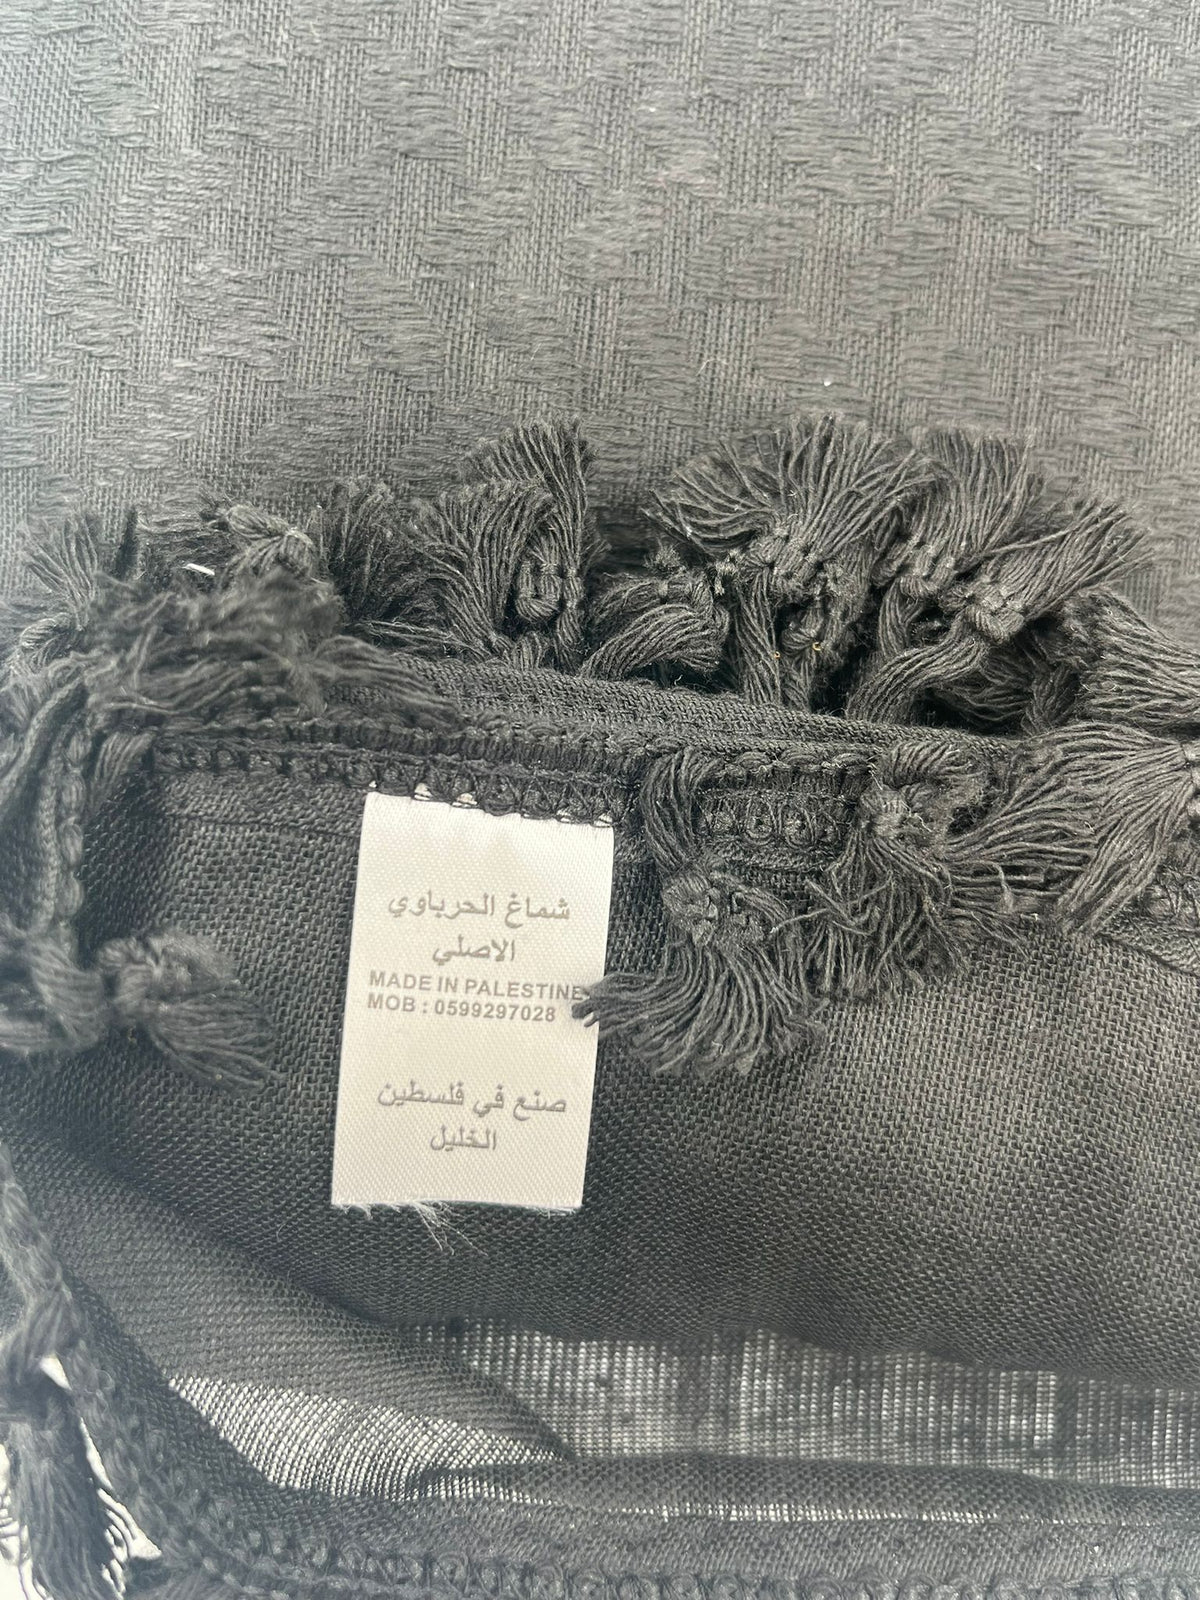 شماغ الحرباوي
الاصلي
MADE IN PALESTINE
MOB : 0599297028
صنع في فلسطين
الخليل